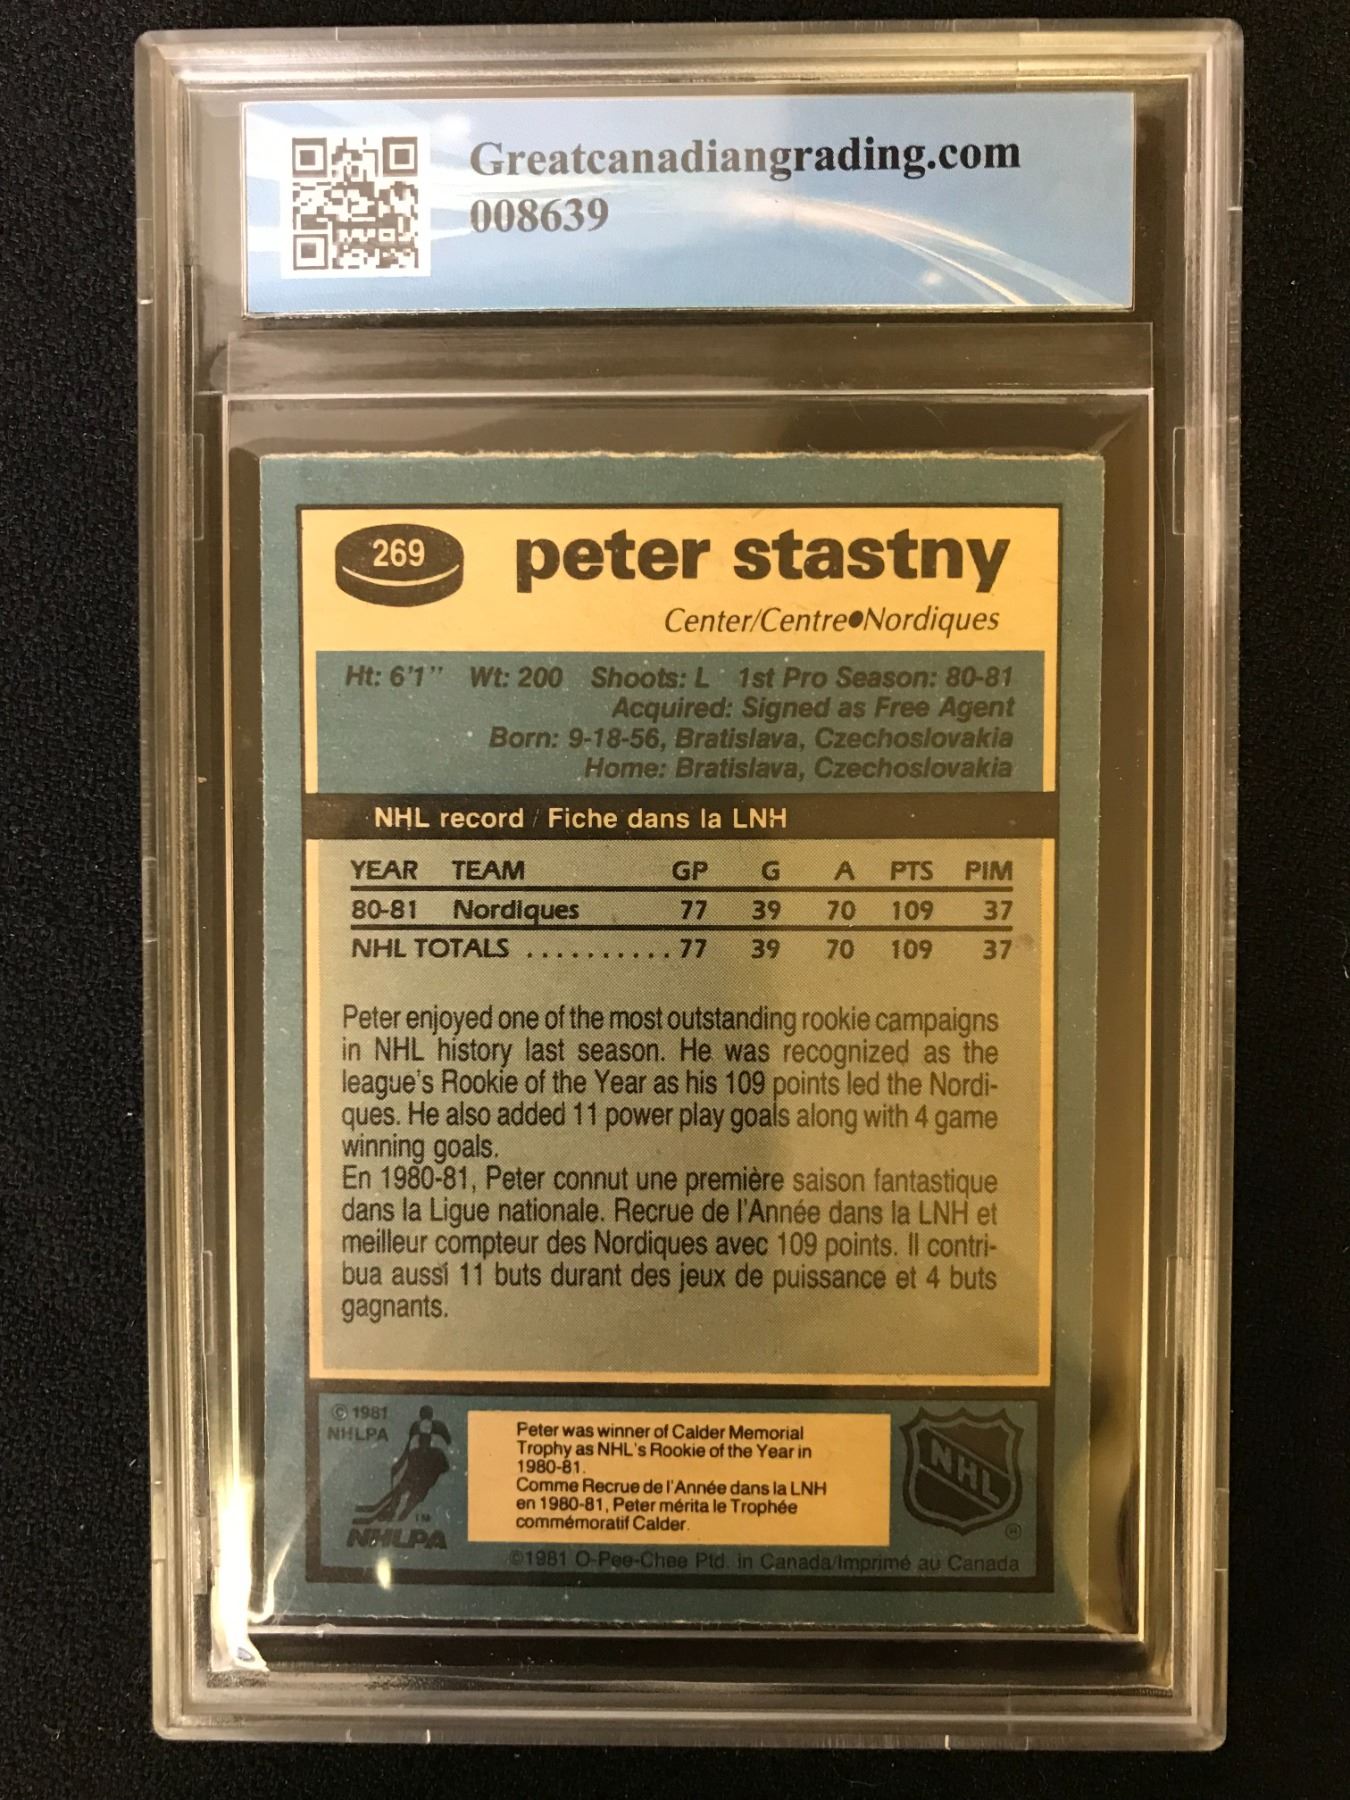 Greatcanadiangrading.com
008639
269
peter stastny
Center/Centre●Nordiques
Ht: 6'1" Wt: 200 Shoots: L 1st Pro Season: 80-81
Acquired: Signed as Free Agent
Born: 9-18-56, Bratislava, Czechoslovakia
Home: Bratislava, Czechoslovakia
NHL record / Fiche dans la LNH
YEAR TEAM GP G A PTS PIM
80-81 Nordiques 77 39 70 109 37
NHL TOTALS .......... 77 39 70 109 37
Peter enjoyed one of the most outstanding rookie campaigns
in NHL history last season. He was recognized as the
league's Rookie of the Year as his 109 points led the Nordi-
ques. He also added 11 power play goals along with 4 game
winning goals.
En 1980-81, Peter connut une première saison fantastique
dans la Ligue nationale. Recrue de l'Année dans la LNH et
meilleur compteur des Nordiques avec 109 points. Il contri-
bua aussi 11 buts durant des jeux de puissance et 4 buts
gagnants.
© 1981
NHLPA
TM
NHLPA
Peter was winner of Calder Memorial
Trophy as NHL's Rookie of the Year in
1980-81.
Comme Recrue de l'Année dans la LNH
en 1980-81, Peter mérita le Trophée
commémoratif Calder.
NHL
®
©1981 O-Pee-Chee Ptd. in Canada/Imprimé au Canada